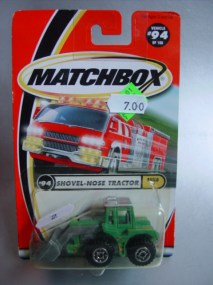 VEHICLE
#94
OF 100
MATCHBOX
7.00
94 SHOVEL-NOSE TRACTOR